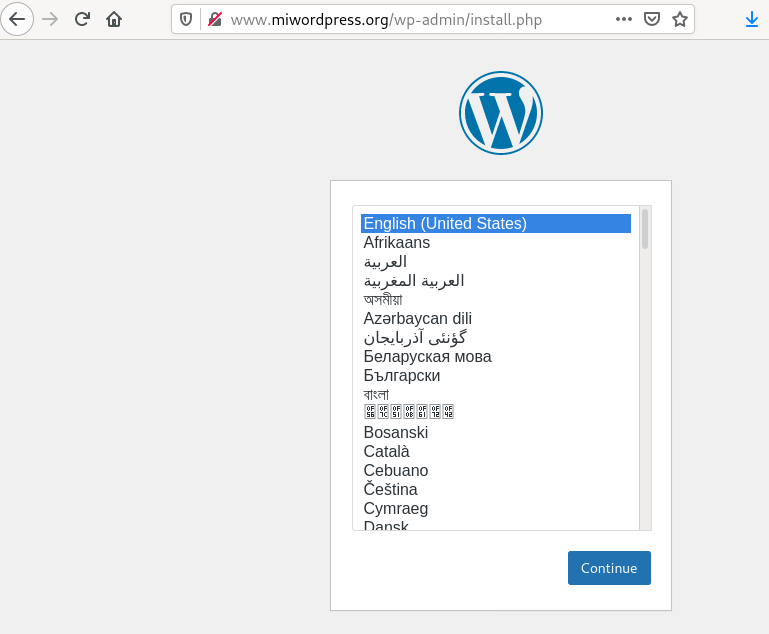 www.miwordpress.org/wp-admin/install.php
English (United States)
Afrikaans
العربية
العربية المغربية
অসমীয়া
Azərbaycan dili
گؤنئی آذربایجان
Беларуская мова
Български
বাংলা
Bosanski
Català
Cebuano
Čeština
Cymraeg
Dansk
Continue